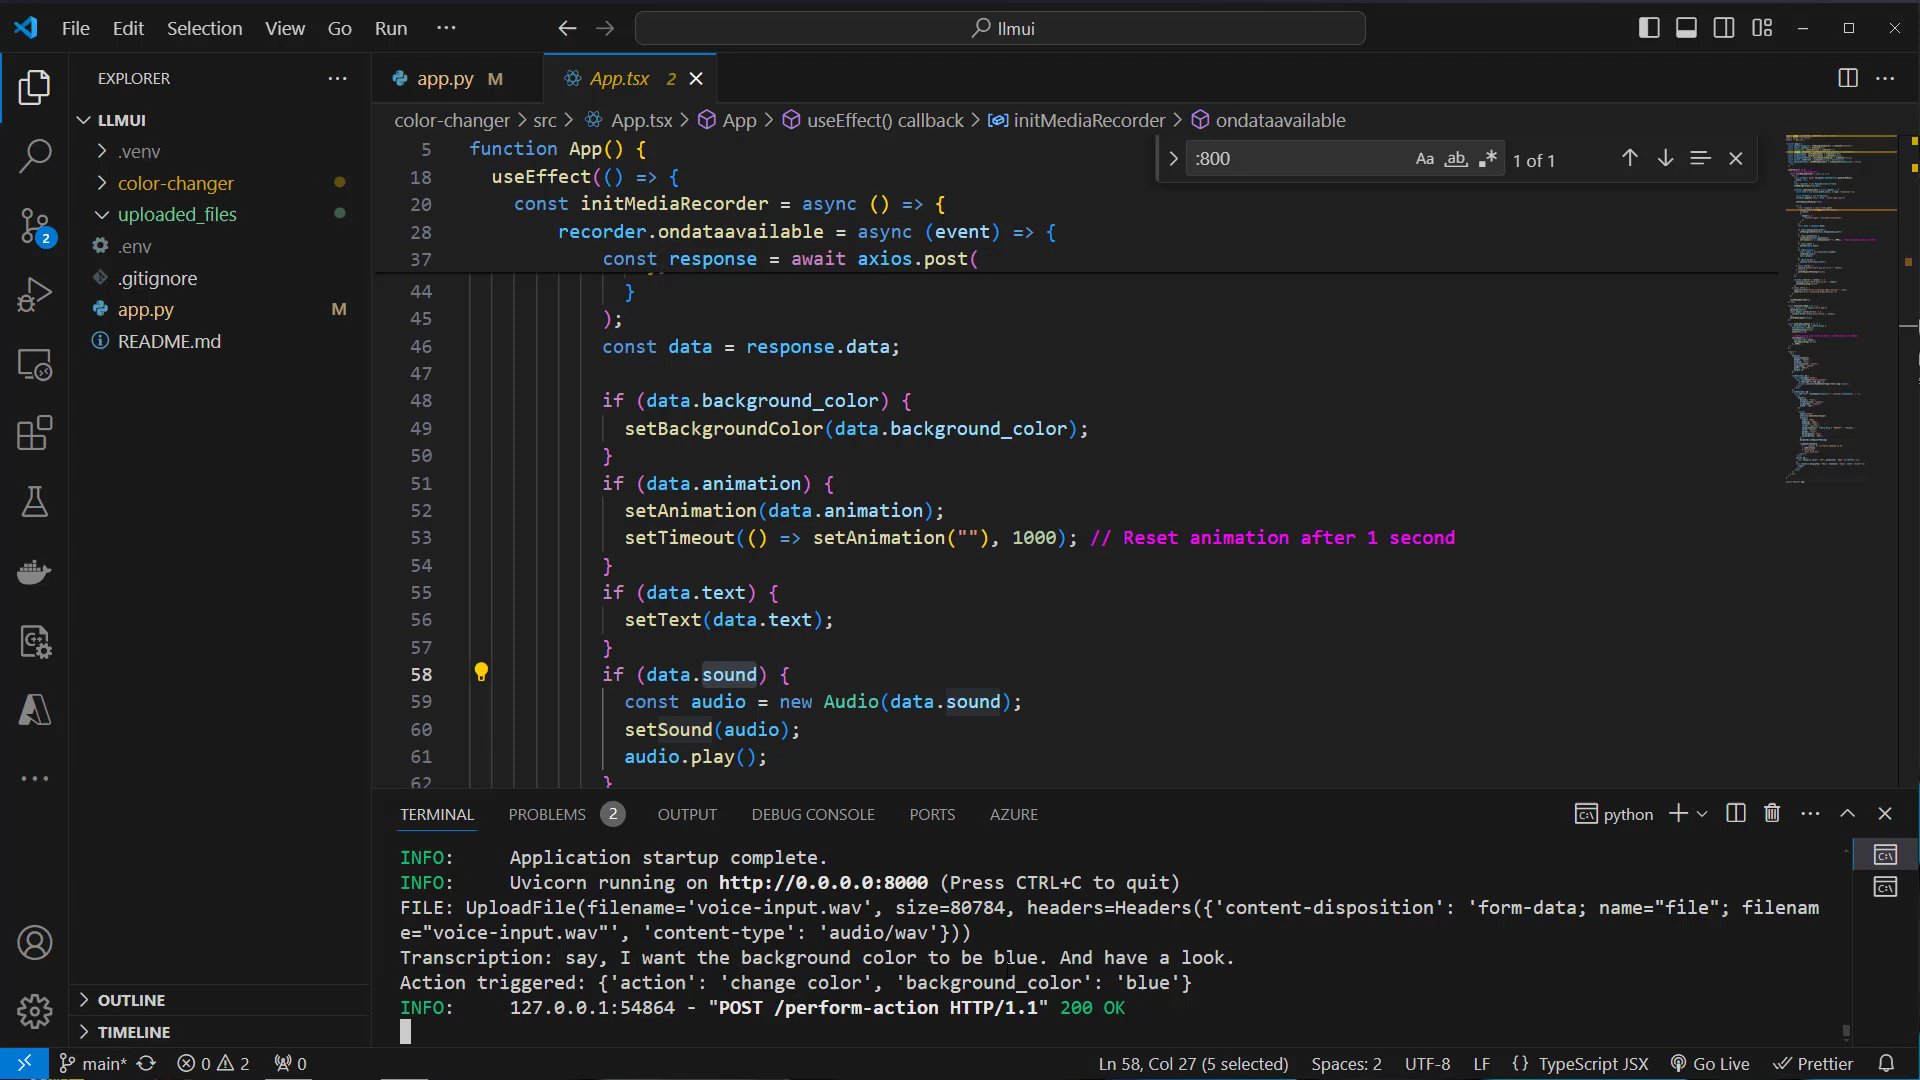 File Edit Selection View Go Run ··· llmui
EXPLORER
LLMUI
.venv
color-changer
uploaded_files
.env
.gitignore
app.py M
README.md
OUTLINE
TIMELINE
2
app.py M App.tsx 2
color-changer > src > App.tsx > App > useEffect() callback > initMediaRecorder > ondataavailable
:800 Aa ab 1 of 1
5 function App() {
18 useEffect(() => {
20 const initMediaRecorder = async () => {
28 recorder.ondataavailable = async (event) => {
37 const response = await axios.post(
44 }
45 );
46 const data = response.data;
47
48 if (data.background_color) {
49 setBackgroundColor(data.background_color);
50 }
51 if (data.animation) {
52 setAnimation(data.animation);
53 setTimeout(() => setAnimation(""), 1000); // Reset animation after 1 second
54 }
55 if (data.text) {
56 setText(data.text);
57 }
58 if (data.sound) {
59 const audio = new Audio(data.sound);
60 setSound(audio);
61 audio.play();
62 }
TERMINAL PROBLEMS 2 OUTPUT DEBUG CONSOLE PORTS AZURE python
INFO: Application startup complete.
INFO: Uvicorn running on http://0.0.0.0:8000 (Press CTRL+C to quit)
FILE: UploadFile(filename='voice-input.wav', size=80784, headers=Headers({'content-disposition': 'form-data; name="file"; filenam
e="voice-input.wav"', 'content-type': 'audio/wav'}))
Transcription: say, I want the background color to be blue. And have a look.
Action triggered: {'action': 'change color', 'background_color': 'blue'}
INFO: 127.0.0.1:54864 - "POST /perform-action HTTP/1.1" 200 OK
main* 0 2 0 Ln 58, Col 27 (5 selected) Spaces: 2 UTF-8 LF {} TypeScript JSX Go Live Prettier